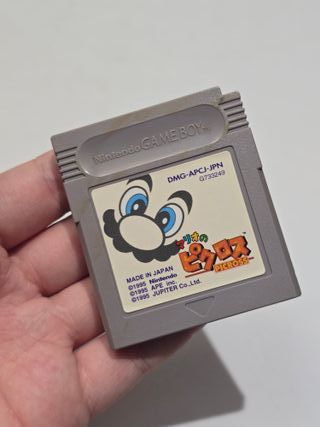 Nintendo GAME BOY
DMG-APCJ-JPN
G733249
マリオの
ピクロス
PICROSS
MADE IN JAPAN
©1995 Nintendo
©1995 APE inc.
©1995 JUPITER Co., Ltd.